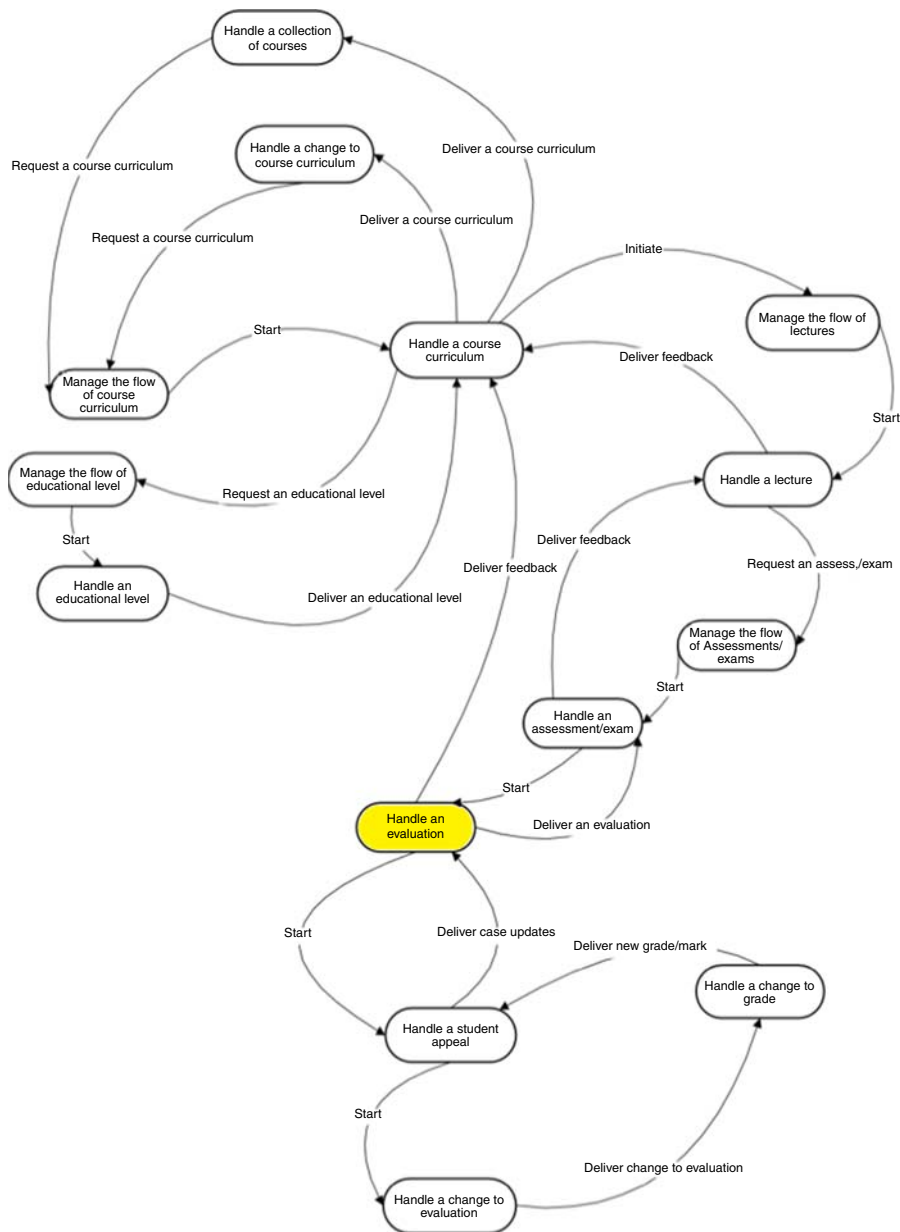 Handle a collection
of courses
Handle a change to
course curriculum
Deliver a course curriculum
Request a course curriculum
Deliver a course curriculum
Request a course curriculum
Initiate
Manage the flow of
lectures
Start
Handle a course
curriculum
Deliver feedback
Manage the flow
of course
curriculum
Start
Manage the flow of
educational level
Handle a lecture
Request an educational level
Start
Deliver feedback
Deliver feedback
Request an assess,/exam
Handle an
educational level
Deliver an educational level
Manage the flow
of Assessments/
exams
Start
Handle an
assessment/exam
Start
Handle an
evaluation
Deliver an evaluation
Start
Deliver case updates
Deliver new grade/mark
Handle a change to
grade
Handle a student
appeal
Start
Deliver change to evaluation
Handle a change to
evaluation